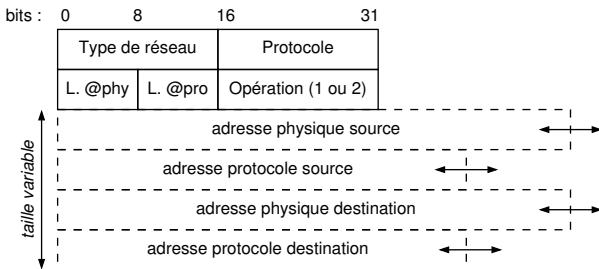 bits : 0 8 16 31
Type de réseau Protocole
L. @phy L. @pro Opération (1 ou 2)
adresse physique source
adresse protocole source
adresse physique destination
adresse protocole destination
taille variable